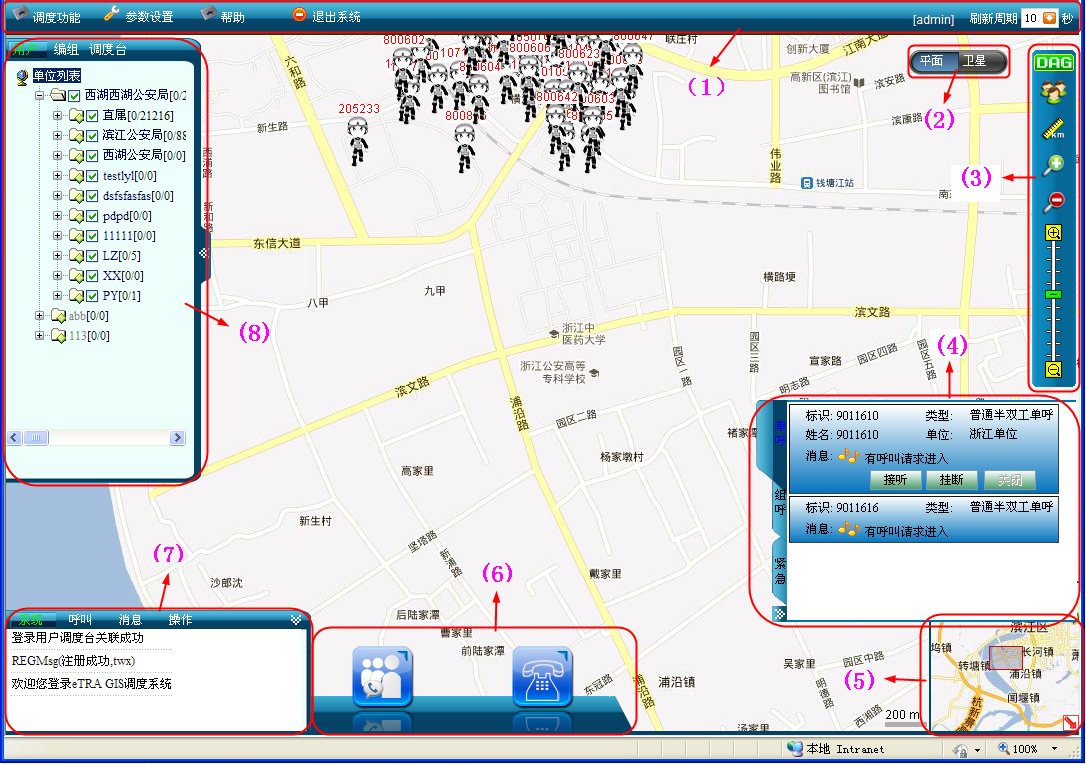 调度功能 参数设置 帮助 退出系统 [admin] 刷新周期 10 秒
用户 编组 调度台
单位列表
西湖西湖公安局[0/2
直属[0/21216]
滨江公安局[0/88
西湖公安局[0/0]
testlyl[0/0]
dsfsfasfas[0/0]
pdpd[0/0]
11111[0/0]
LZ[0/5]
XX[0/0]
PY[0/1]
abb[0/0]
113[0/0]
(8)
800602
800647
800606
800604
800623
800642
205233
(1)
联庄村
创新大厦
江南大道
平面 卫星
(2)
DAG
km
(3)
高新区(滨江)
图书馆
滨安路
滨康路
六和路
新生路
西浦路
新和路
伟业路
钱塘江站
东信大道
八甲
九甲
横路埂
滨文路
浙江中
医药大学
浙江公安高等
专科学校
园区一路
园区三路
宣家路
园区四路
园区五路
明志路
(4)
滨文路
浦沿路
园区二路
褚家潭
杨家墩村
高家里
新生村
坚塔路
新浦路
沙郎沈
戴家里
后陆家潭
曹家里
前陆家潭
东冠路
浦沿路
浦沿镇
吴家里
园区中路
明德路
西湘路
汤家里
200 m
单呼
组呼
紧急
标识: 9011610 类型: 普通半双工单呼
姓名: 9011610 单位: 浙江单位
消息: 有呼叫请求进入
接听 挂断 关闭
标识: 9011616 类型: 普通半双工单呼
消息: 有呼叫请求进入
(5)
滨江区
坞镇
长河镇
转塘镇
浦沿镇
闻堰镇
杭新景
萧
(6)
(7)
系统 呼叫 消息 操作
登录用户调度台关联成功
REGMsg(注册成功,twx)
欢迎您登录eTRA GIS调度系统
本地 Intranet
100%